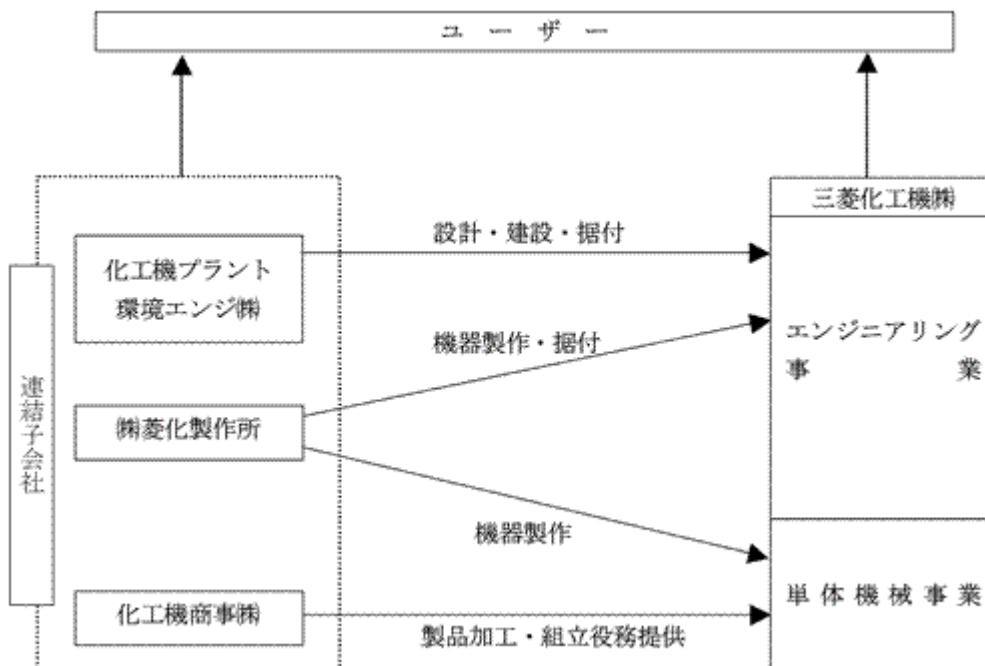 ユーザー
三菱化工機㈱
設計・建設・据付
化工機プラント
環境エンジ㈱
エンジニアリング
事業
機器製作・据付
連結子会社
㈱菱化製作所
機器製作
単体機械事業
化工機商事㈱
製品加工・組立役務提供